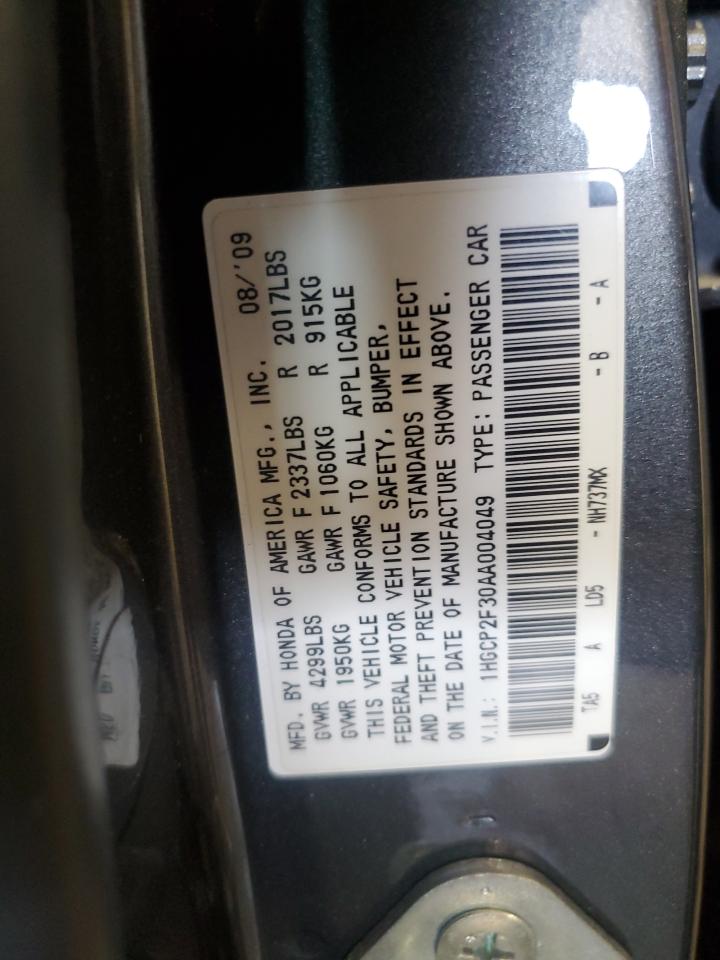 MFD. BY HONDA OF AMERICA MFG., INC. 08/'09
GVWR 4299LBS GAWR F 2337LBS R 2017LBS
GVWR 1950KG GAWR F 1060KG R 915KG
THIS VEHICLE CONFORMS TO ALL APPLICABLE
FEDERAL MOTOR VEHICLE SAFETY, BUMPER,
AND THEFT PREVENTION STANDARDS IN EFFECT
ON THE DATE OF MANUFACTURE SHOWN ABOVE.
V.I.N.: 1HGCP2F30AA004049 TYPE: PASSENGER CAR
TA5 A LD5 - NH737MX - B - A